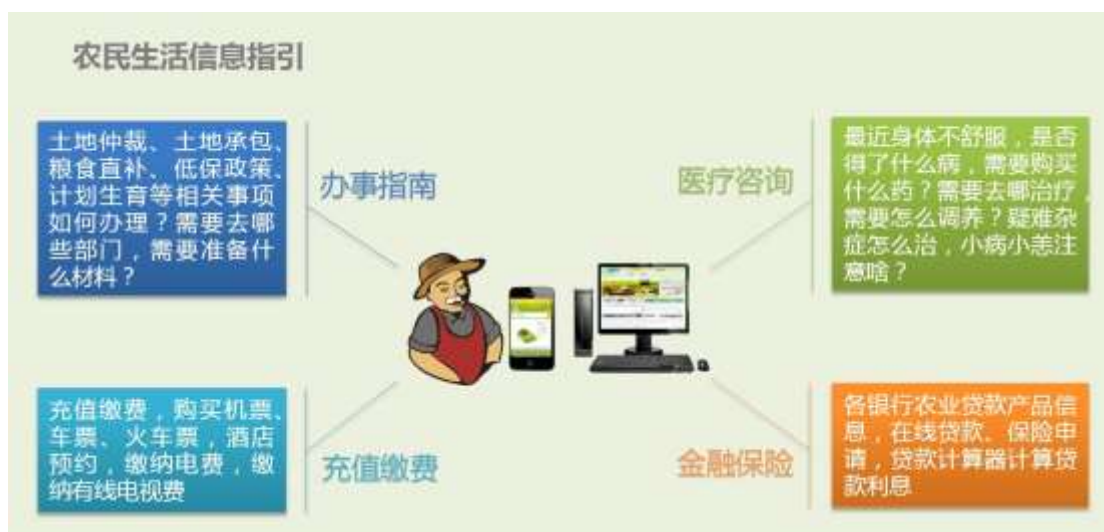 农民生活信息指引
土地仲裁、土地承包、
粮食直补、低保政策、
计划生育等相关事项
如何办理？需要去哪
些部门，需要准备什
么材料？
办事指南
医疗咨询
最近身体不舒服，是否
得了什么病，需要购买
什么药？需要去哪治疗，
需要怎么调养？疑难杂
症怎么治，小病小恙注
意啥？
充值缴费，购买机票、
车票、火车票，酒店
预约，缴纳电费，缴
纳有线电视费
充值缴费
金融保险
各银行农业贷款产品信
息，在线贷款、保险申
请，贷款计算器计算贷
款利息